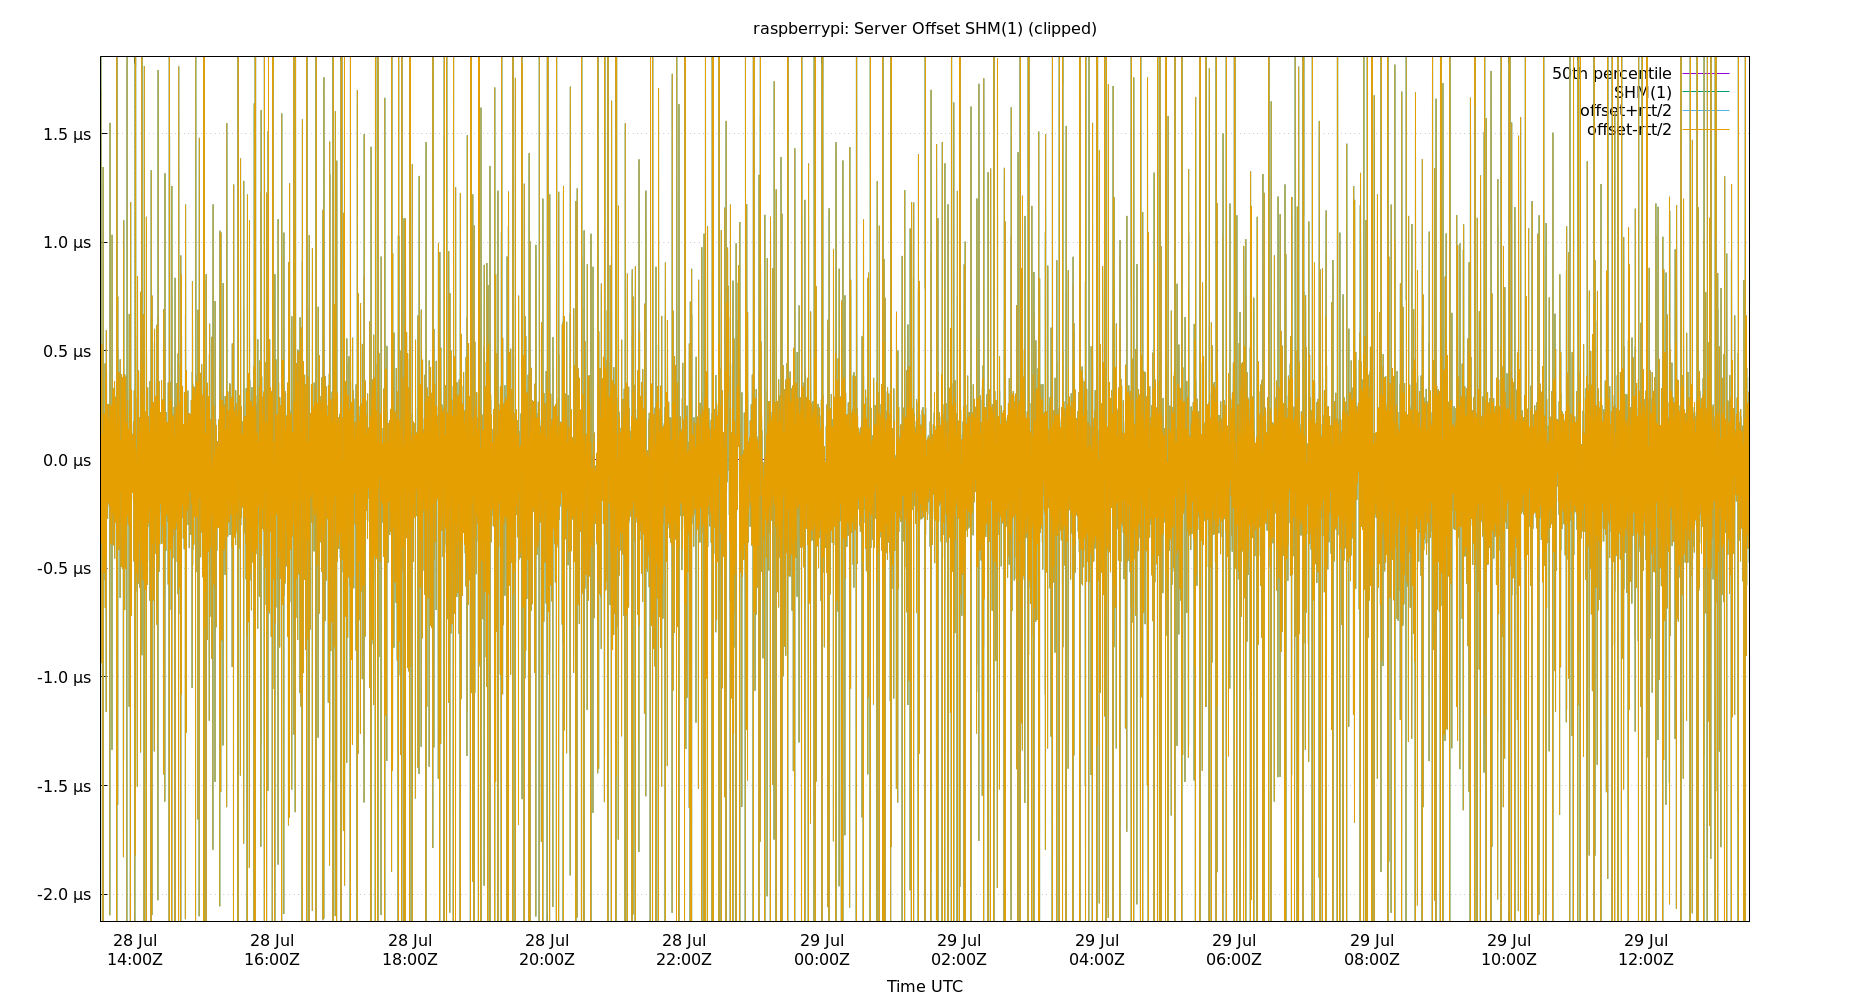 raspberrypi: Server Offset SHM(1) (clipped)
50th percentile
SHM(1)
offset+rtt/2
offset-rtt/2
1.5 µs
1.0 µs
0.5 µs
0.0 µs
-0.5 µs
-1.0 µs
-1.5 µs
-2.0 µs
28 Jul 28 Jul 28 Jul 28 Jul 28 Jul 29 Jul 29 Jul 29 Jul 29 Jul 29 Jul 29 Jul 29 Jul
14:00Z 16:00Z 18:00Z 20:00Z 22:00Z 00:00Z 02:00Z 04:00Z 06:00Z 08:00Z 10:00Z 12:00Z
Time UTC